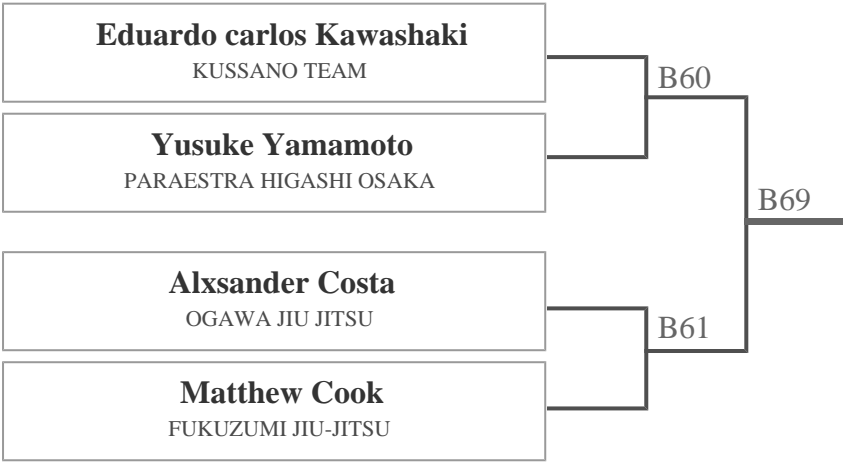 Eduardo carlos Kawashaki
KUSSANO TEAM
B60
Yusuke Yamamoto
PARAESTRA HIGASHI OSAKA
B69
Alxsander Costa
OGAWA JIU JITSU
B61
Matthew Cook
FUKUZUMI JIU-JITSU